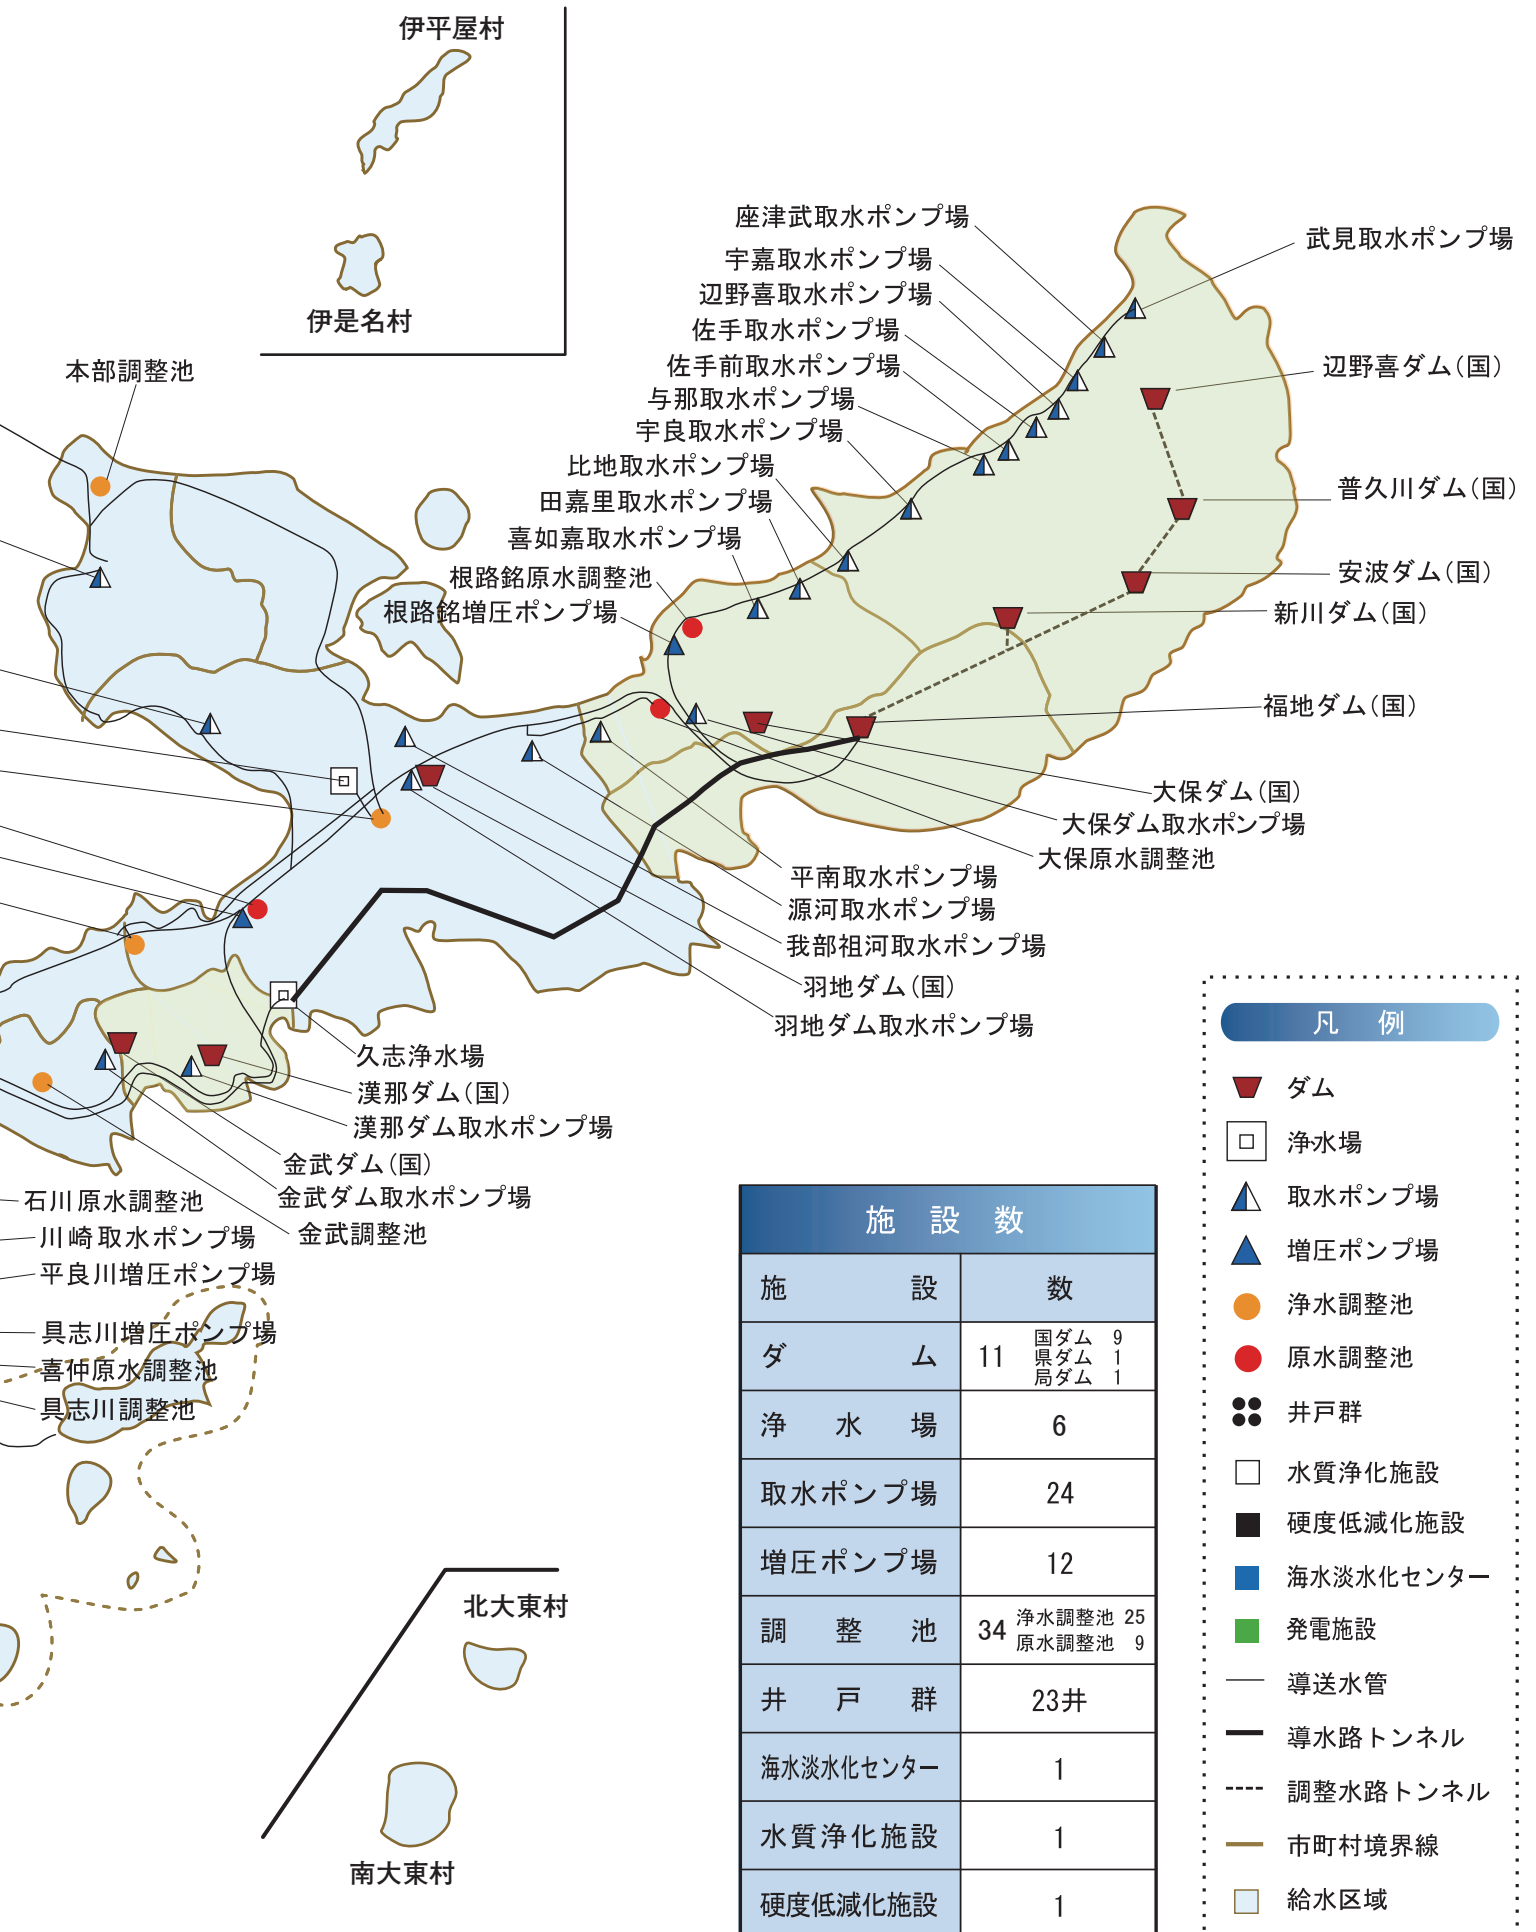 伊平屋村
伊是名村
本部調整池
座津武取水ポンプ場
宇嘉取水ポンプ場
辺野喜取水ポンプ場
佐手取水ポンプ場
佐手前取水ポンプ場
与那取水ポンプ場
宇良取水ポンプ場
比地取水ポンプ場
田嘉里取水ポンプ場
喜如嘉取水ポンプ場
根路銘原水調整池
根路銘増圧ポンプ場
武見取水ポンプ場
辺野喜ダム(国)
普久川ダム(国)
安波ダム(国)
新川ダム(国)
福地ダム(国)
大保ダム(国)
大保ダム取水ポンプ場
大保原水調整池
平南取水ポンプ場
源河取水ポンプ場
我部祖河取水ポンプ場
羽地ダム(国)
羽地ダム取水ポンプ場
久志浄水場
漢那ダム(国)
漢那ダム取水ポンプ場
金武ダム(国)
金武ダム取水ポンプ場
金武調整池
石川原水調整池
川崎取水ポンプ場
平良川増圧ポンプ場
具志川増圧ポンプ場
喜仲原水調整池
具志川調整池
北大東村
南大東村
施設数
施設 数
ダム 11 国ダム 9
県ダム 1
局ダム 1
浄水場 6
取水ポンプ場 24
増圧ポンプ場 12
調整池 34 浄水調整池 25
原水調整池 9
井戸群 23井
海水淡水化センター 1
水質浄化施設 1
硬度低減化施設 1
凡例
ダム
浄水場
取水ポンプ場
増圧ポンプ場
浄水調整池
原水調整池
井戸群
水質浄化施設
硬度低減化施設
海水淡水化センター
発電施設
導送水管
導水路トンネル
調整水路トンネル
市町村境界線
給水区域